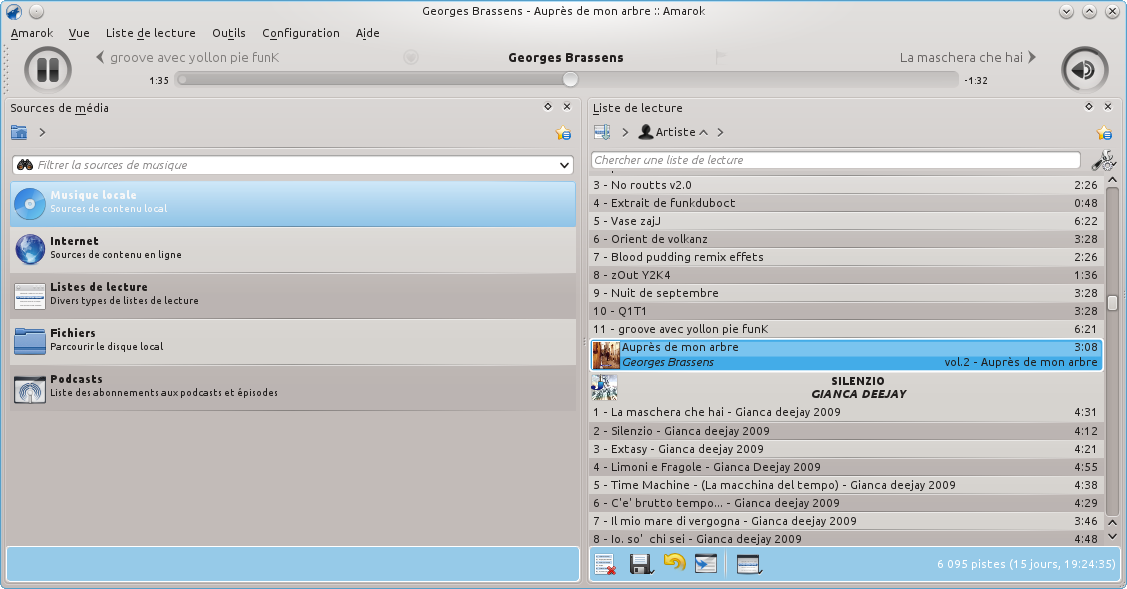 Georges Brassens - Auprès de mon arbre :: Amarok
Amarok Vue Liste de lecture Outils Configuration Aide
groove avec yollon pie funK Georges Brassens La maschera che hai
1:35 -1:32
Sources de média
Filtrer la sources de musique
Musique locale
Sources de contenu local
Internet
Sources de contenu en ligne
Listes de lecture
Divers types de listes de lecture
Fichiers
Parcourir le disque local
Podcasts
Liste des abonnements aux podcasts et épisodes
Liste de lecture
Artiste
Chercher une liste de lecture
3 - No routts v2.0 2:26
4 - Extrait de funkduboct 0:48
5 - Vase zajJ 6:22
6 - Orient de volkanz 3:28
7 - Blood pudding remix effets 2:26
8 - zOut Y2K4 1:36
9 - Nuit de septembre 3:28
10 - Q1T1 3:28
11 - groove avec yollon pie funK 6:21
Auprès de mon arbre 3:08
Georges Brassens vol.2 - Auprès de mon arbre
SILENZIO
GIANCA DEEJAY
1 - La maschera che hai - Gianca deejay 2009 4:31
2 - Silenzio - Gianca deejay 2009 4:12
3 - Extasy - Gianca deejay 2009 4:21
4 - Limoni e Fragole - Gianca Deejay 2009 4:55
5 - Time Machine - (La macchina del tempo) - Gianca deejay 2009 4:38
6 - C'e' brutto tempo... - Gianca deejay 2009 4:29
7 - Il mio mare di vergogna - Gianca deejay 2009 3:46
8 - Io. so' chi sei - Gianca deejay 2009 4:48
6 095 pistes (15 jours, 19:24:35)